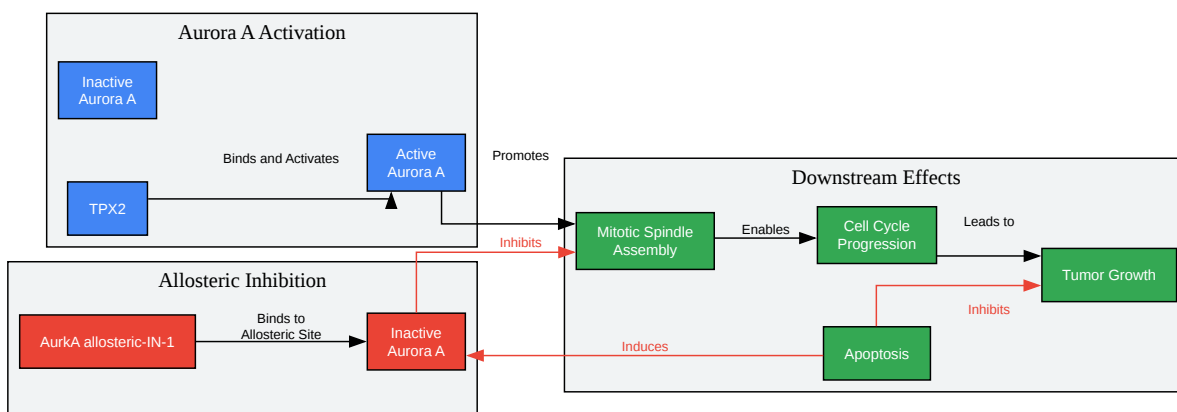 Aurora A Activation
Inactive
Aurora A
Binds and Activates
Active
Aurora A
TPX2
Promotes
Downstream Effects
Mitotic Spindle
Assembly
Enables
Cell Cycle
Progression
Leads to
Tumor Growth
Inhibits
Inhibits
Apoptosis
Induces
Allosteric Inhibition
AurkA allosteric-IN-1
Binds to
Allosteric Site
Inactive
Aurora A